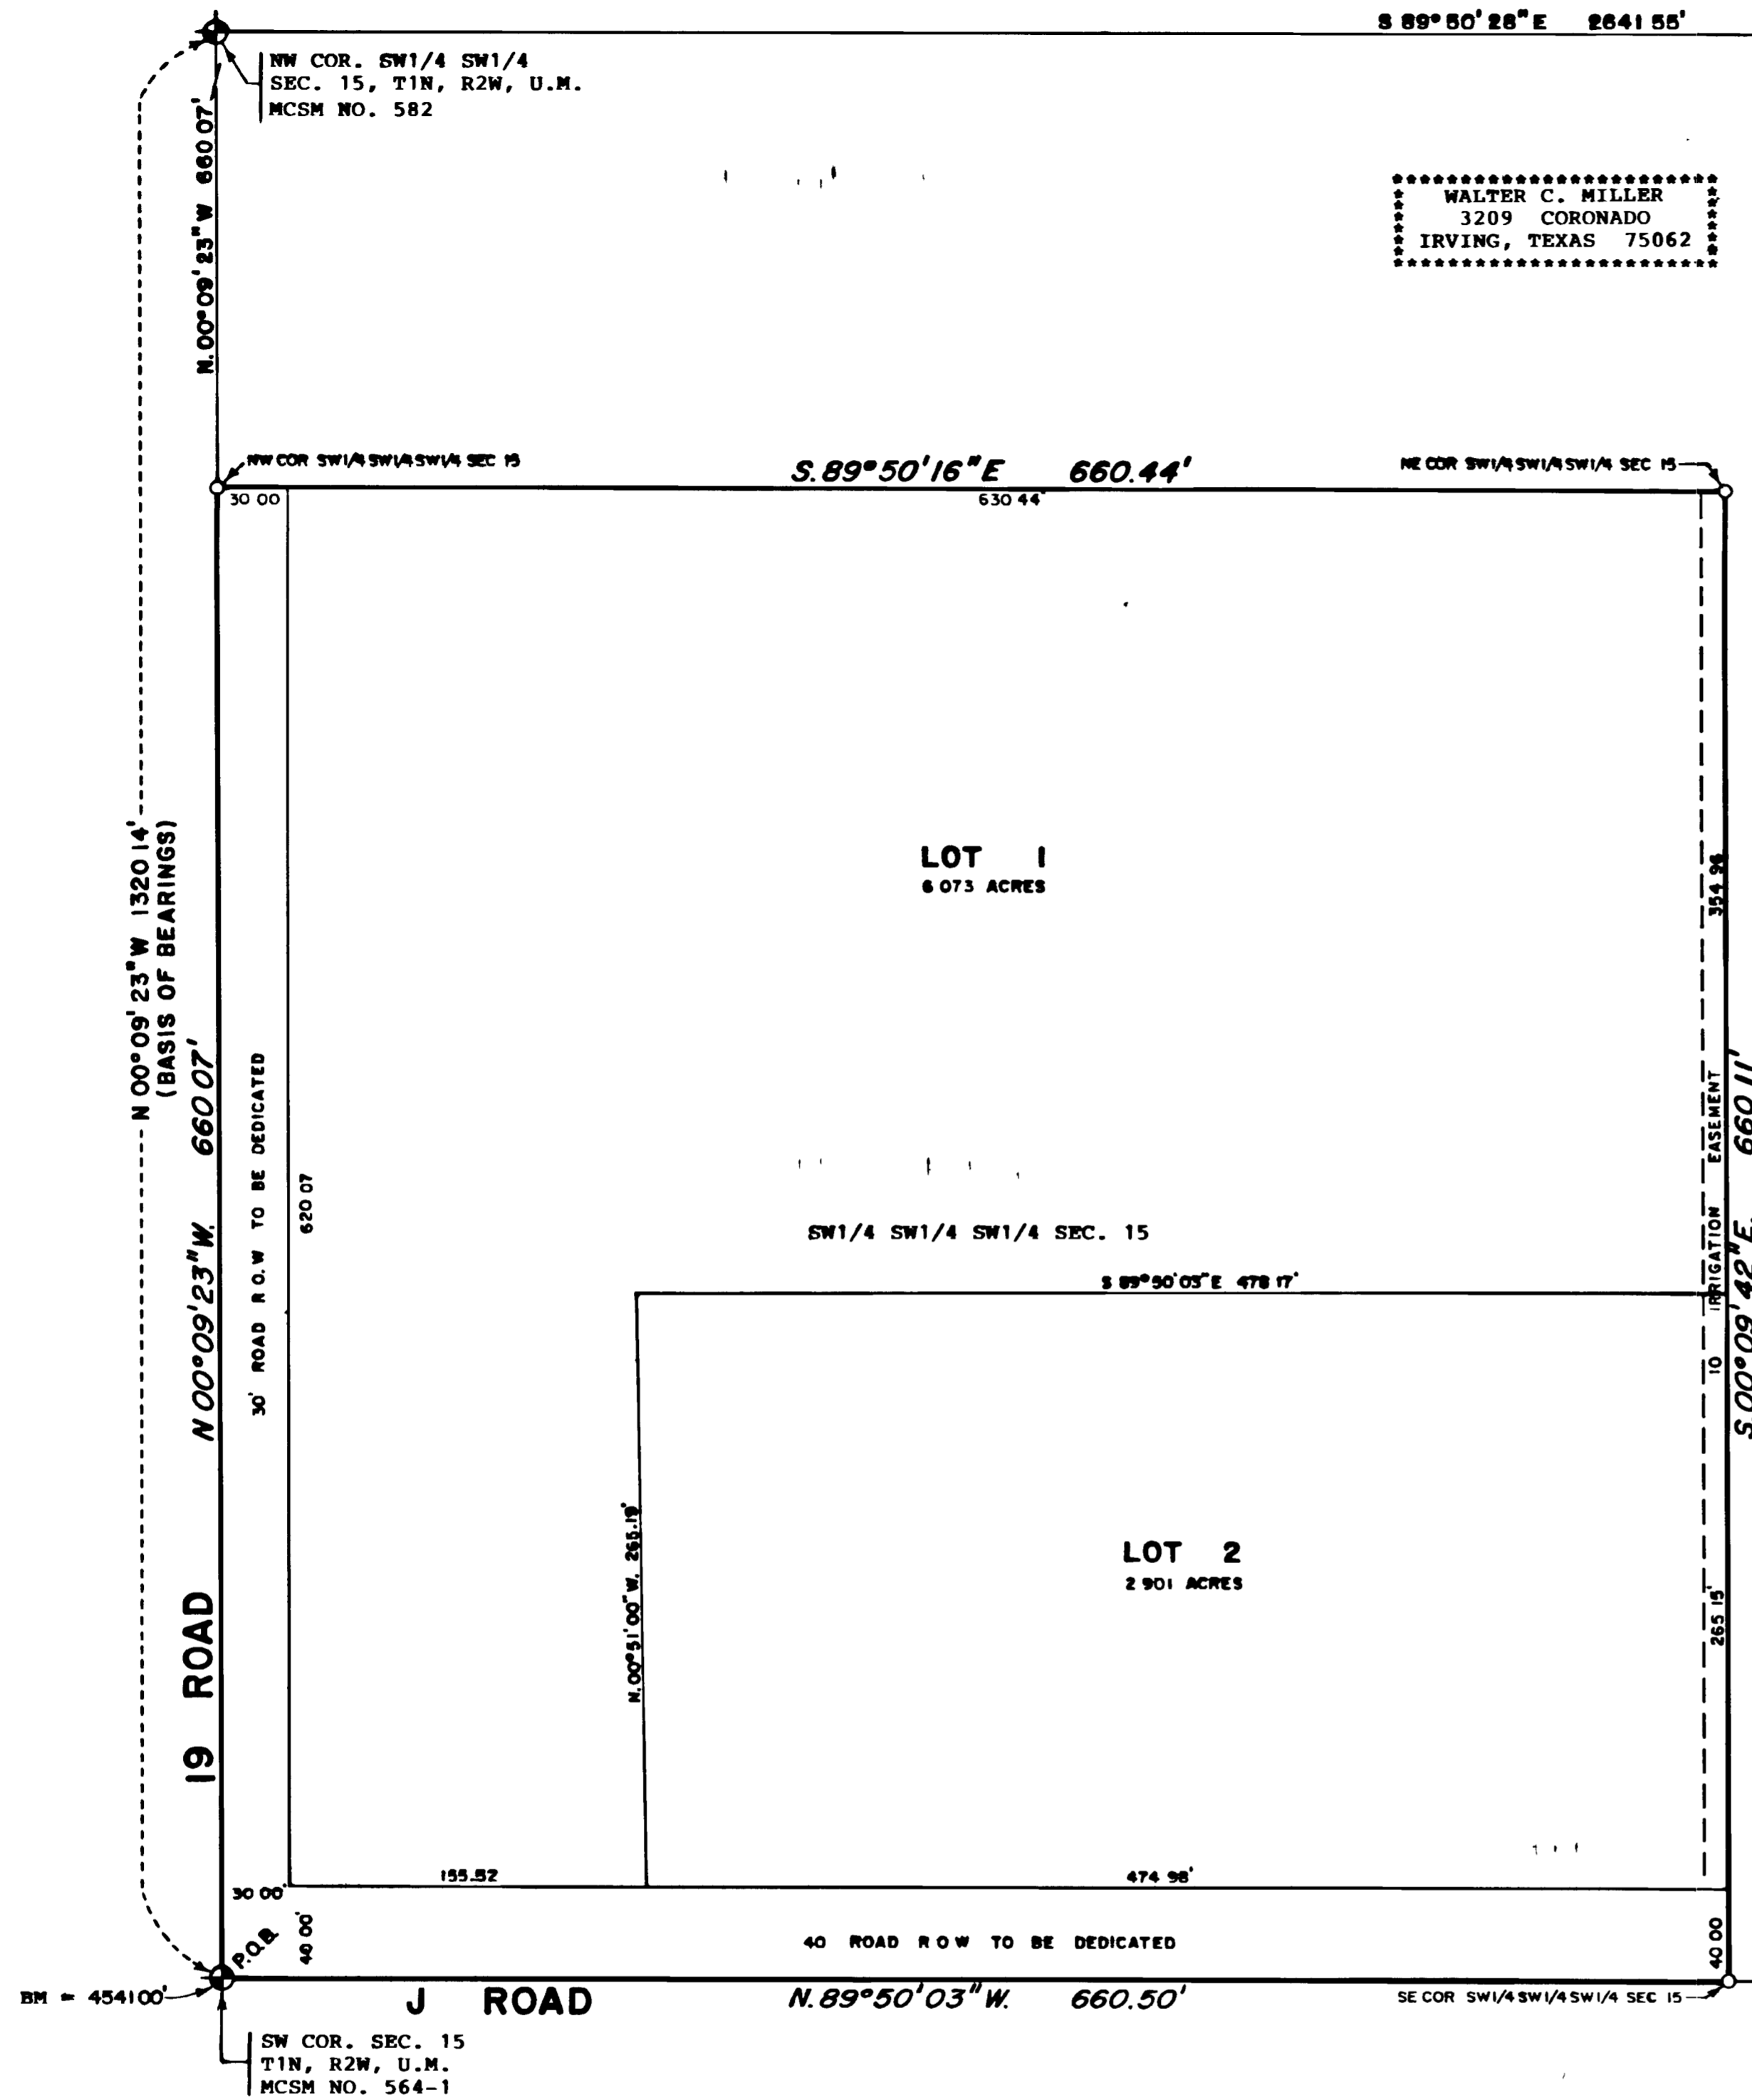 S 89°50'28"E 2641 55'
NW COR. SW1/4 SW1/4
SEC. 15, T1N, R2W, U.M.
MCSM NO. 582
N.00°09'23"W 660 07'
WALTER C. MILLER
3209 CORONADO
IRVING, TEXAS 75062
NW COR SW1/4 SW1/4 SW1/4 SEC 15
S.89°50'16"E 660.44'
NE COR SW1/4 SW1/4 SW1/4 SEC 15
30 00
630 44'
LOT 1
6 073 ACRES
354 96
N 00°09'23"W 1320 14'
(BASIS OF BEARINGS)
N 00°09'23"W. 660 07'
30' ROAD R O.W TO BE DEDICATED
620 07
10 IRRIGATION EASEMENT
S.00°09'42"E. 660 11'
SW1/4 SW1/4 SW1/4 SEC. 15
S 89°50'03"E 478 17'
N.00°51'00"W. 265.19'
LOT 2
2 901 ACRES
265 15'
19 ROAD
155.52
474 98'
30 00'
40 00'
P.O.B.
40 ROAD R O W TO BE DEDICATED
40 00
BM = 4541 00'
J ROAD
N.89°50'03"W. 660.50'
SE COR SW1/4 SW1/4 SW1/4 SEC 15
SW COR. SEC. 15
T1N, R2W, U.M.
MCSM NO. 564-1